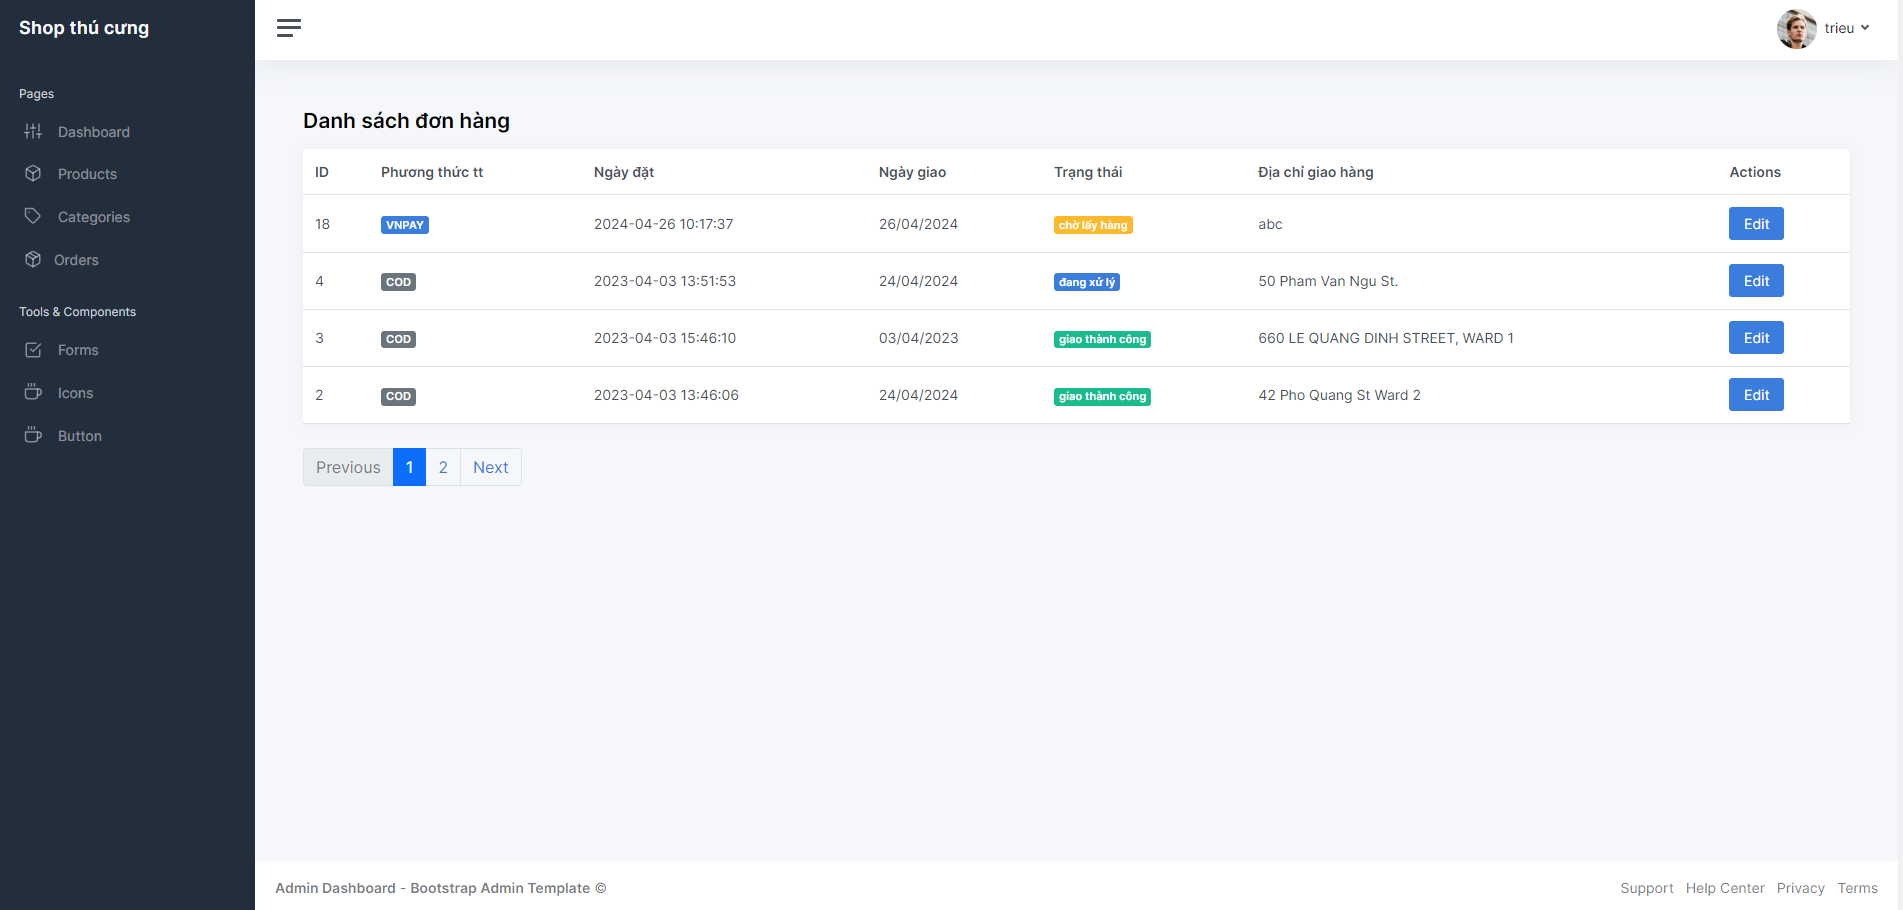 Shop thú cưng
trieu
Pages
Dashboard
Products
Categories
Orders
Tools & Components
Forms
Icons
Button
Danh sách đơn hàng
ID Phương thức tt Ngày đặt Ngày giao Trạng thái Địa chỉ giao hàng Actions
18 VNPAY 2024-04-26 10:17:37 26/04/2024 chờ lấy hàng abc Edit
4 COD 2023-04-03 13:51:53 24/04/2024 đang xử lý 50 Pham Van Ngu St. Edit
3 COD 2023-04-03 15:46:10 03/04/2023 giao thành công 660 LE QUANG DINH STREET, WARD 1 Edit
2 COD 2023-04-03 13:46:06 24/04/2024 giao thành công 42 Pho Quang St Ward 2 Edit
Previous 1 2 Next
Admin Dashboard - Bootstrap Admin Template ©
Support Help Center Privacy Terms